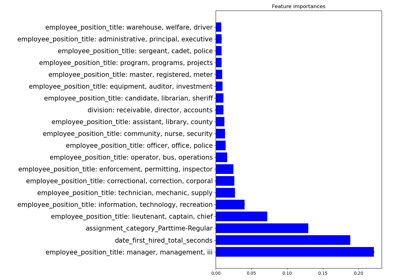 Feature importances
employee_position_title: warehouse, welfare, driver
employee_position_title: administrative, principal, executive
employee_position_title: sergeant, cadet, police
employee_position_title: program, programs, projects
employee_position_title: master, registered, meter
employee_position_title: equipment, auditor, investment
employee_position_title: candidate, librarian, sheriff
division: receivable, director, accounts
employee_position_title: assistant, library, county
employee_position_title: community, nurse, security
employee_position_title: officer, office, police
employee_position_title: operator, bus, operations
employee_position_title: enforcement, permitting, inspector
employee_position_title: correctional, correction, corporal
employee_position_title: technician, mechanic, supply
employee_position_title: information, technology, recreation
employee_position_title: lieutenant, captain, chief
assignment_category_Parttime-Regular
date_first_hired_total_seconds
employee_position_title: manager, management, iii
0.00 0.05 0.10 0.15 0.20